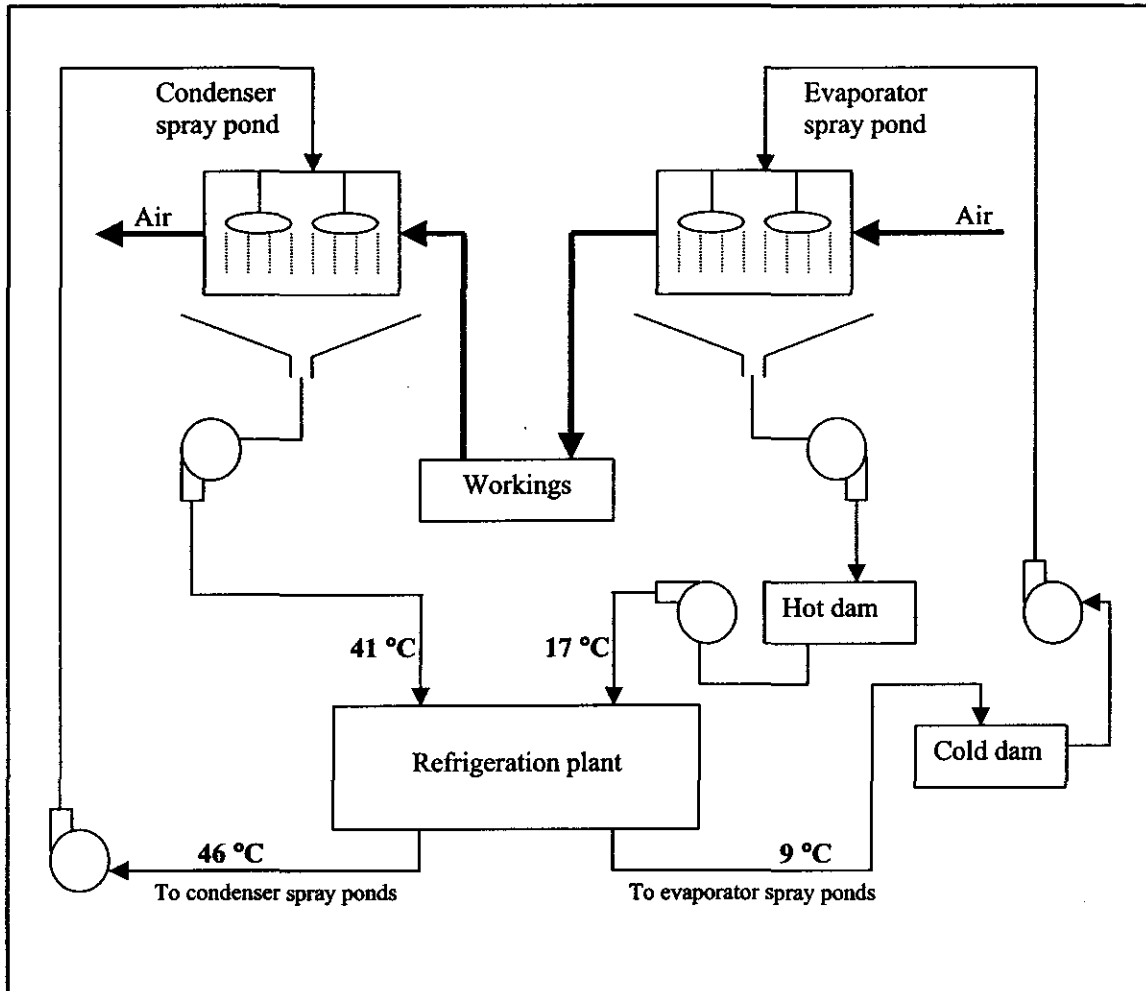 Condenser
spray pond
Evaporator
spray pond
Air
Air
Workings
Hot dam
41 °C
17 °C
Cold dam
Refrigeration plant
46 °C
9 °C
To condenser spray ponds
To evaporator spray ponds